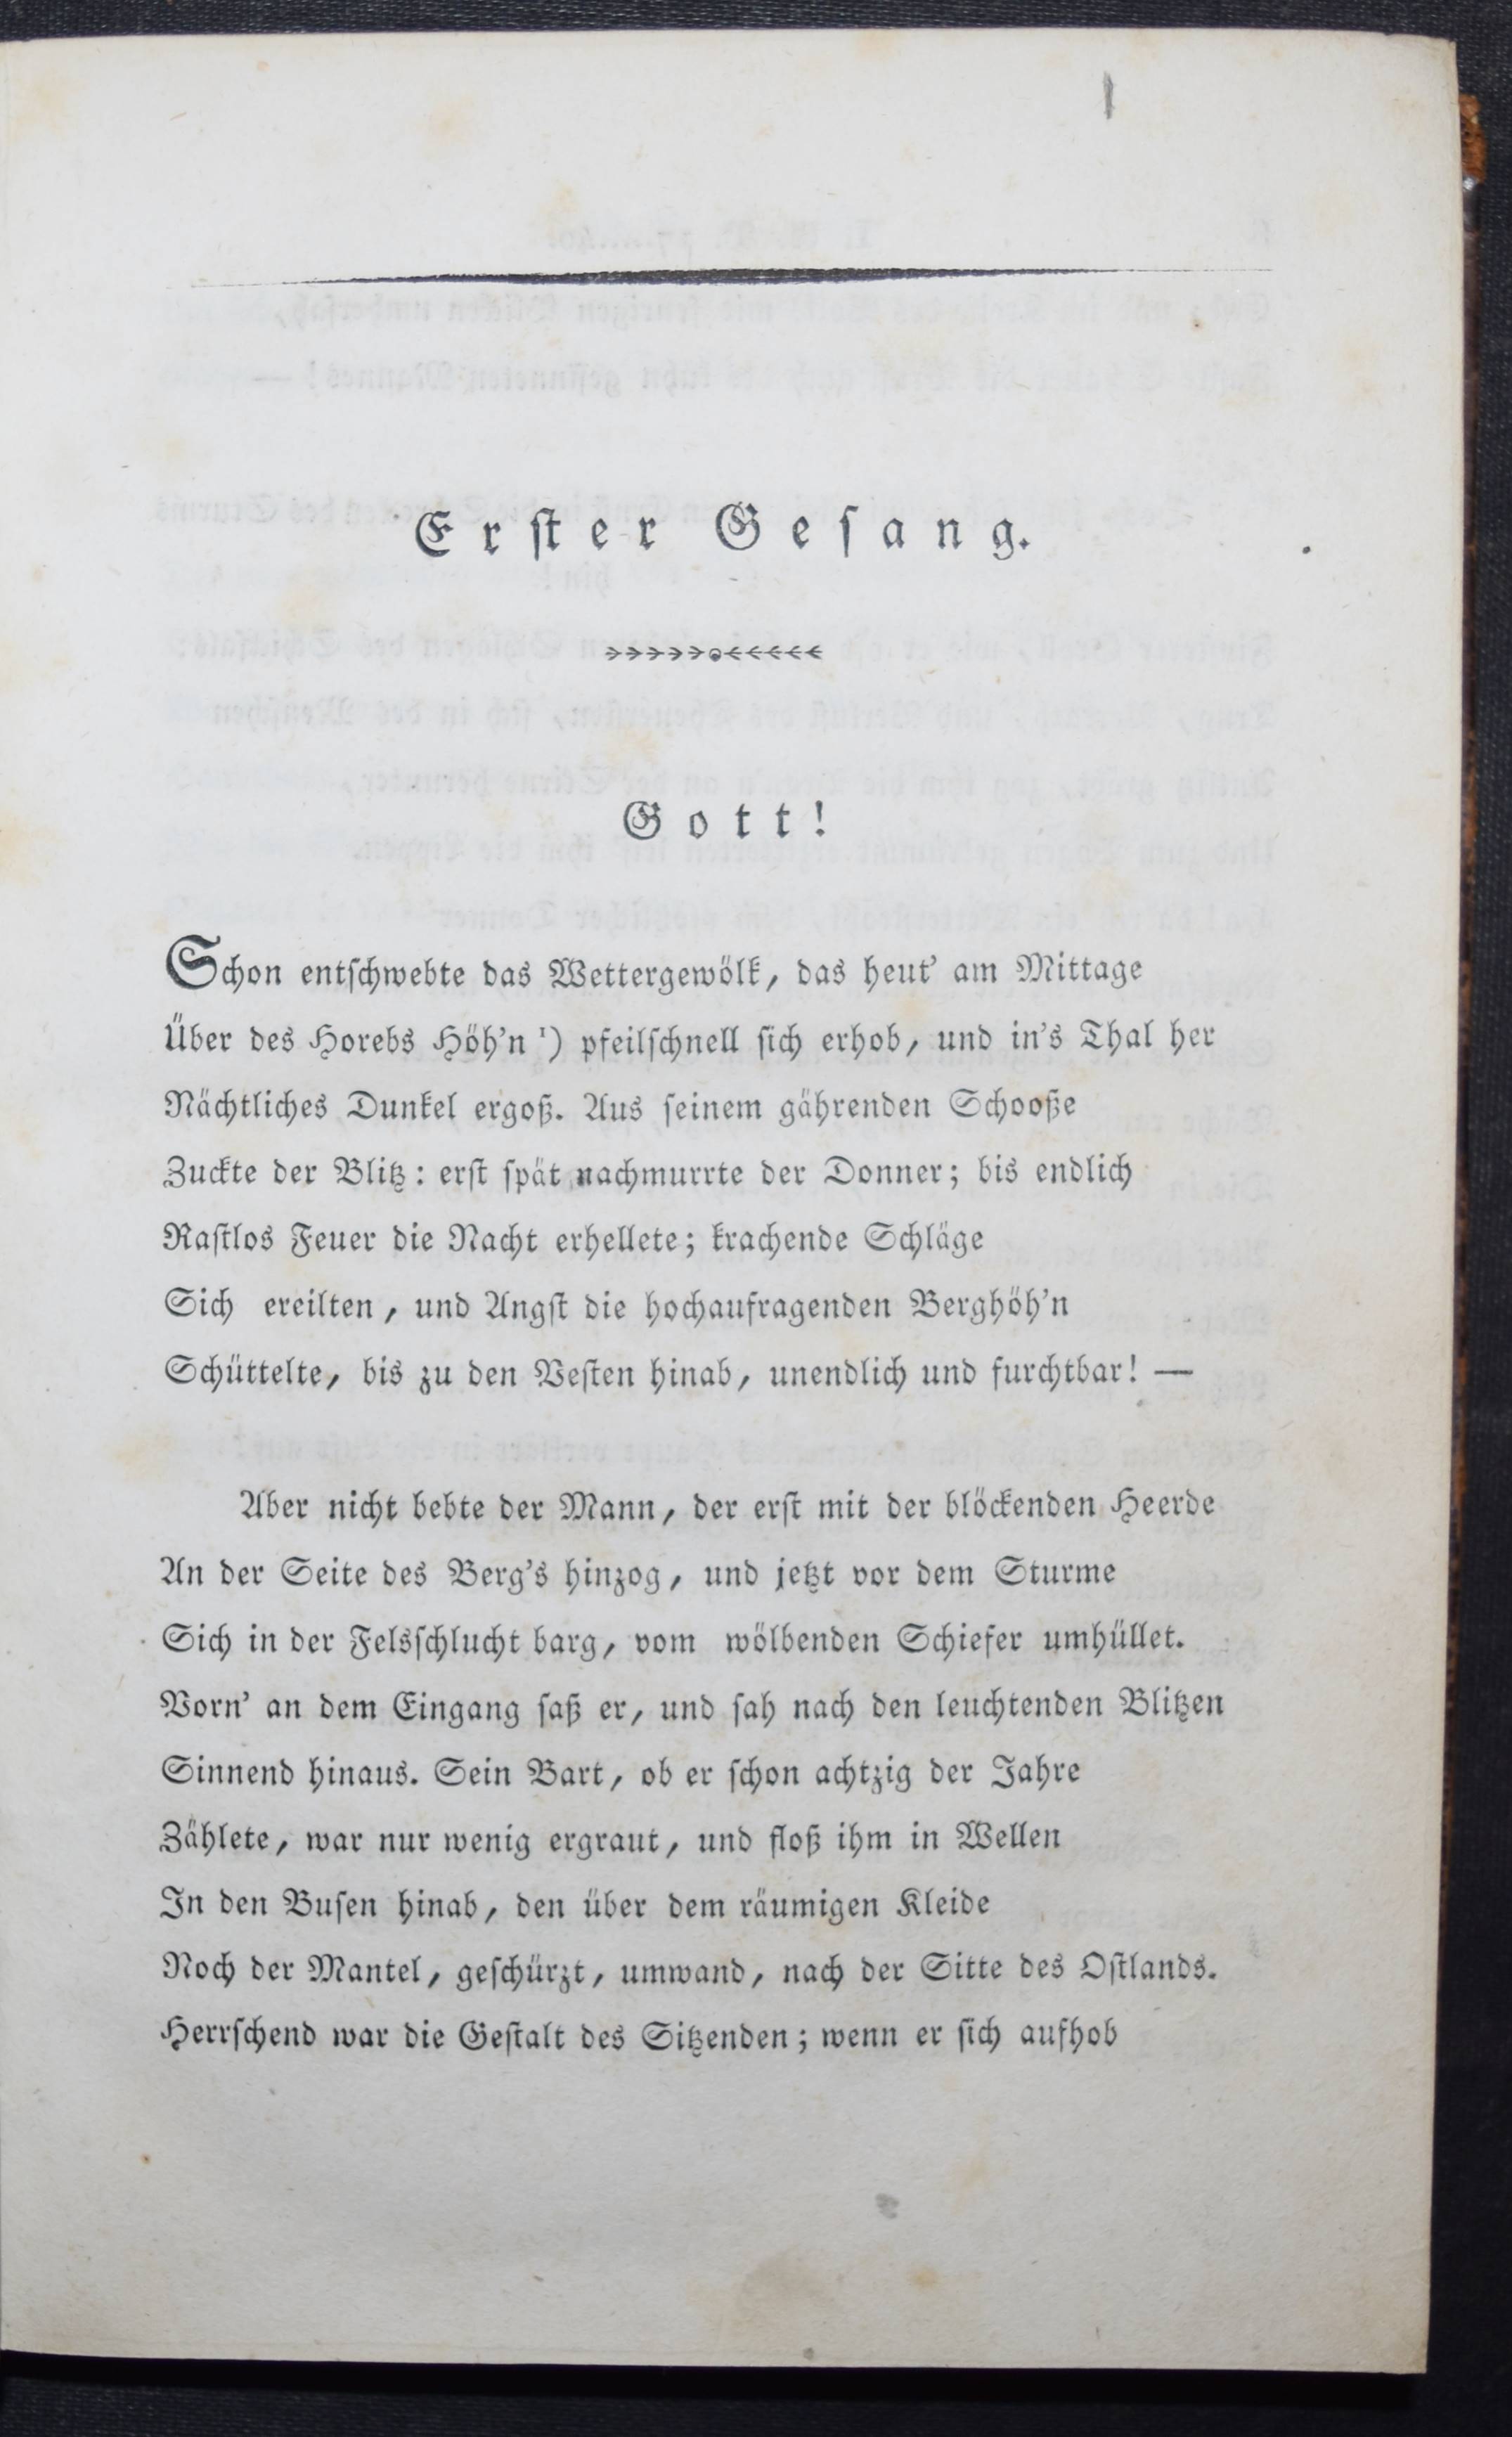 Erſter Geſang.
Gott!
Schon entſchwebte das Wettergewölk, das heut' am Mittage
Über des Horebs Höh'n ¹) pfeilſchnell ſich erhob, und in's Thal her
Nächtliches Dunkel ergoß. Aus ſeinem gährenden Schooße
Zuckte der Blitz: erſt ſpät nachmurrte der Donner; bis endlich
Raſtlos Feuer die Nacht erhellete; krachende Schläge
Sich ereilten, und Angſt die hochaufragenden Berghöh'n
Schüttelte, bis zu den Veſten hinab, unendlich und furchtbar! —
Aber nicht bebte der Mann, der erſt mit der blöckenden Heerde
An der Seite des Berg's hinzog, und jetzt vor dem Sturme
Sich in der Felsſchlucht barg, vom wölbenden Schiefer umhüllet.
Vorn' an dem Eingang ſaß er, und ſah nach den leuchtenden Blitzen
Sinnend hinaus. Sein Bart, ob er ſchon achtzig der Jahre
Zählete, war nur wenig ergraut, und floß ihm in Wellen
In den Buſen hinab, den über dem räumigen Kleide
Noch der Mantel, geſchürzt, umwand, nach der Sitte des Oſtlands.
Herrſchend war die Geſtalt des Sitzenden; wenn er ſich aufhob